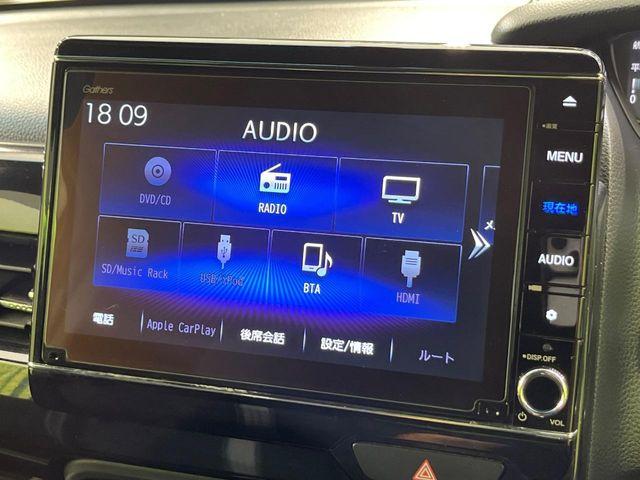 Gathers
18 09
AUDIO
DVD/CD
RADIO
TV
SD
SD/Music Rack
USB/iPod
BTA
HDMI
電話
Apple CarPlay
後席会話
設定/情報
ルート
MENU
現在地
AUDIO
DISP.OFF
VOL